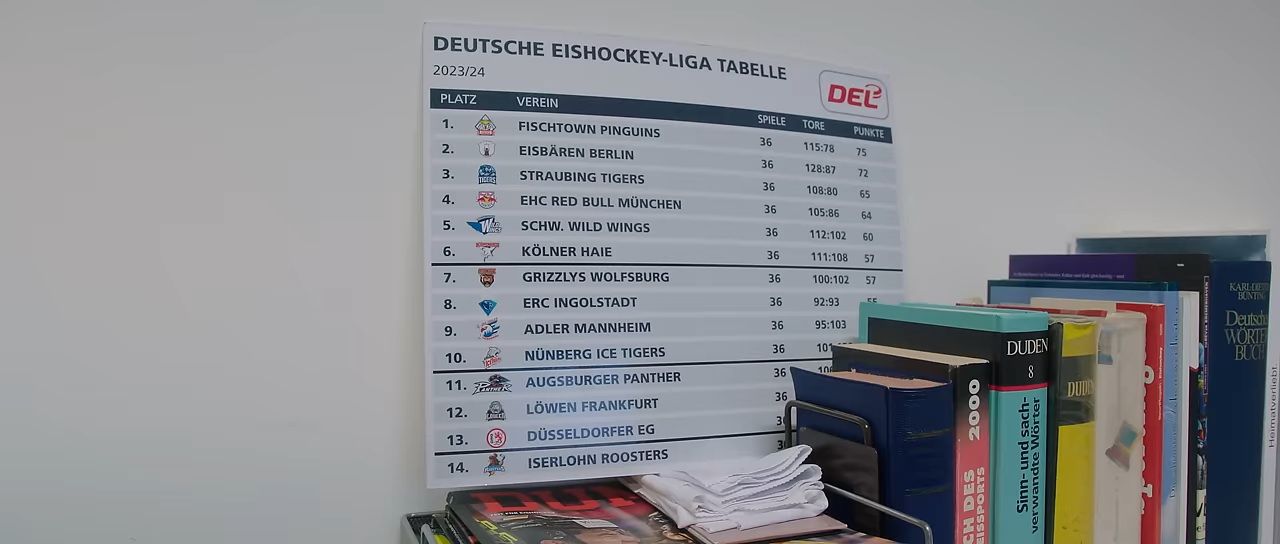 DEUTSCHE EISHOCKEY-LIGA TABELLE
2023/24
DEL
PLATZ VEREIN SPIELE TORE PUNKTE
1. FISCHTOWN PINGUINS 36 115:78 75
2. EISBÄREN BERLIN 36 128:87 72
3. STRAUBING TIGERS 36 108:80 65
4. EHC RED BULL MÜNCHEN 36 105:86 64
5. SCHW. WILD WINGS 36 112:102 60
6. KÖLNER HAIE 36 111:108 57
7. GRIZZLYS WOLFSBURG 36 100:102 57
8. ERC INGOLSTADT 36 92:93
9. ADLER MANNHEIM 36 95:103
10. NÜNBERG ICE TIGERS 36
11. AUGSBURGER PANTHER 36
12. LÖWEN FRANKFURT
13. DÜSSELDORFER EG
14. ISERLOHN ROOSTERS
2000
DUDEN
8
Sinn- und sach-
verwandte Wörter
DUDEN
KARL-DIETER
BÜNTING
Deutsches
WÖRTER
BUCH
Heimatverliebt